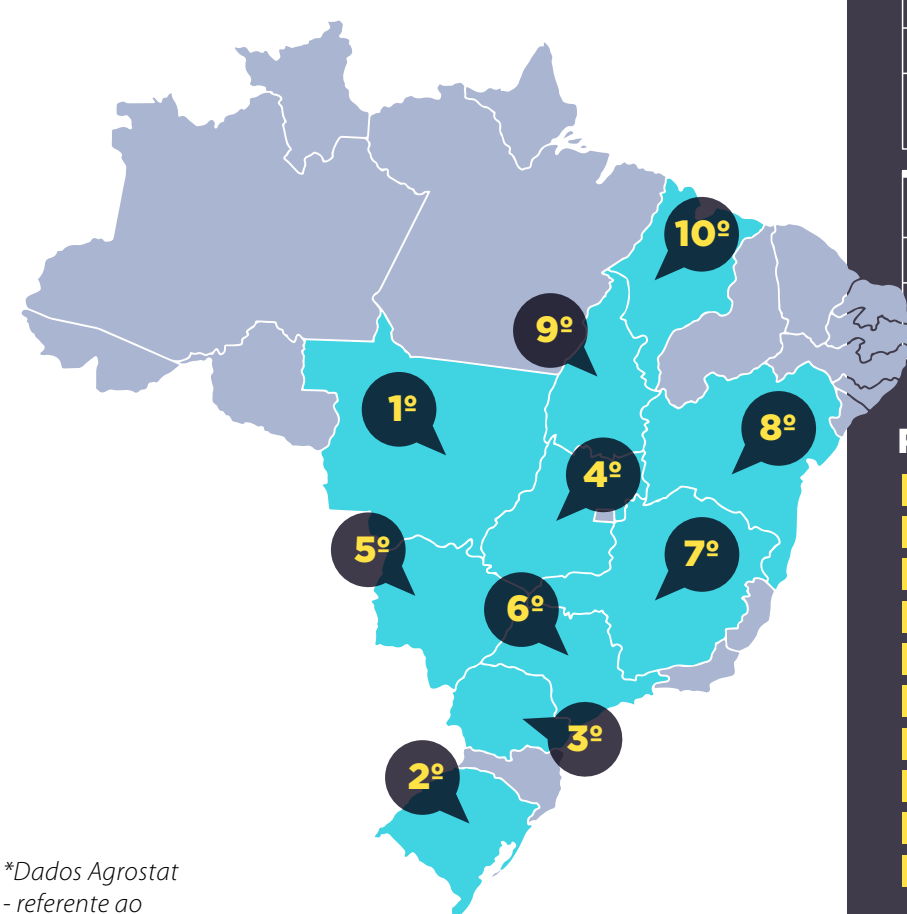 10º
9º
1º
8º
4º
5º
7º
6º
3º
2º
*Dados Agrostat
- referente ao